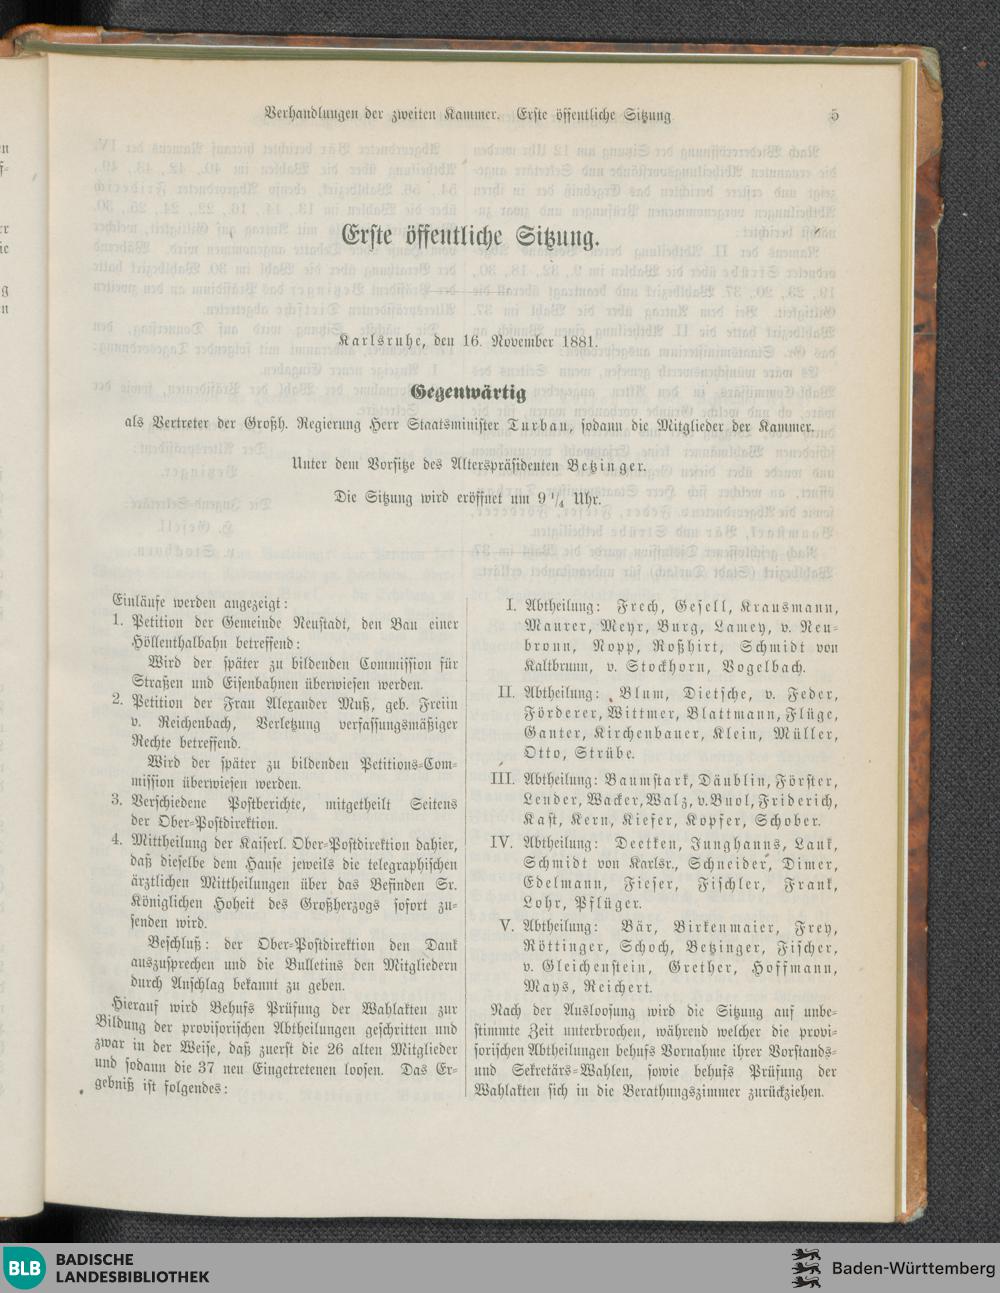 Verhandlungen der zweiten Kammer. Erste öffentliche Sitzung 5
Erste öffentliche Sitzung.
Karlsruhe, den 16. November 1881.
Gegenwärtig
als Vertreter der Großh. Regierung Herr Staatsminister Turban, sodann die Mitglieder der Kammer.
Unter dem Vorsitze des Alterspräsidenten Betzinger.
Die Sitzung wird eröffnet um 9 1/4 Uhr.
Einläufe werden angezeigt:
1. Petition der Gemeinde Neustadt, den Bau einer
Höllenthalbahn betreffend:
Wird der später zu bildenden Commission für
Straßen und Eisenbahnen überwiesen werden.
2. Petition der Frau Alexander Muß, geb. Freiin
v. Reichenbach, Verletzung verfassungsmäßiger
Rechte betreffend.
Wird der später zu bildenden Petitions-Com-
mission überwiesen werden.
3. Verschiedene Postberichte, mitgetheilt Seitens
der Ober-Postdirektion.
4. Mittheilung der Kaiserl. Ober-Postdirektion dahier,
daß dieselbe dem Hause jeweils die telegraphischen
ärztlichen Mittheilungen über das Befinden Sr.
Königlichen Hoheit des Großherzogs sofort zu-
senden wird.
Beschluß: der Ober-Postdirektion den Dank
auszusprechen und die Bulletins den Mitgliedern
durch Anschlag bekannt zu geben.
Hierauf wird Behufs Prüfung der Wahlakten zur
Bildung der provisorischen Abtheilungen geschritten und
zwar in der Weise, daß zuerst die 26 alten Mitglieder
und sodann die 37 neu Eingetretenen loosen. Das Er-
gebniß ist folgendes:
I. Abtheilung: Frech, Gesell, Krausmann,
Maurer, Meyr, Burg, Lamey, v. Neu-
bronn, Nopp, Roßhirt, Schmidt von
Kaltbrunn, v. Stockhorn, Vogelbach.
II. Abtheilung: Blum, Dietsche, v. Feder,
Förderer, Wittmer, Blattmann, Flüge,
Ganter, Kirchenbauer, Klein, Müller,
Otto, Strübe.
III. Abtheilung: Baumstark, Däublin, Förster,
Lender, Wacker, Walz, v. Buol, Friderich,
Kast, Kern, Kiefer, Kopfer, Schober.
IV. Abtheilung: Deetken, Junghanns, Lauk,
Schmidt von Karlsr., Schneider, Dimer,
Edelmann, Fieser, Fischler, Frank,
Lohr, Pflüger.
V. Abtheilung: Bär, Birkenmaier, Frey,
Röttinger, Schoch, Betzinger, Fischer,
v. Gleichenstein, Grether, Hoffmann,
Mays, Reichert.
Nach der Ausloosung wird die Sitzung auf unbe-
stimmte Zeit unterbrochen, während welcher die provi-
sorischen Abtheilungen behufs Vornahme ihrer Vorstands-
und Sekretärs-Wahlen, sowie behufs Prüfung der
Wahlakten sich in die Berathungszimmer zurückziehen.
BLB BADISCHE
LANDESBIBLIOTHEK
Baden-Württemberg